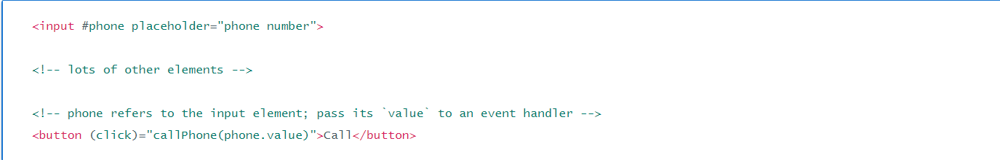 <input #phone placeholder="phone number">
<!-- lots of other elements -->
<!-- phone refers to the input element; pass its `value` to an event handler -->
<button (click)="callPhone(phone.value)">Call</button>